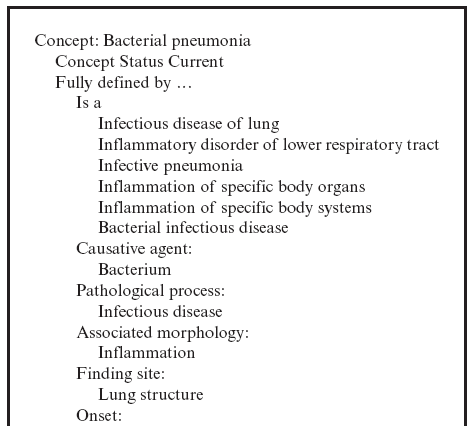 Concept: Bacterial pneumonia
Concept Status Current
Fully defined by …
Is a
Infectious disease of lung
Inflammatory disorder of lower respiratory tract
Infective pneumonia
Inflammation of specific body organs
Inflammation of specific body systems
Bacterial infectious disease
Causative agent:
Bacterium
Pathological process:
Infectious disease
Associated morphology:
Inflammation
Finding site:
Lung structure
Onset: